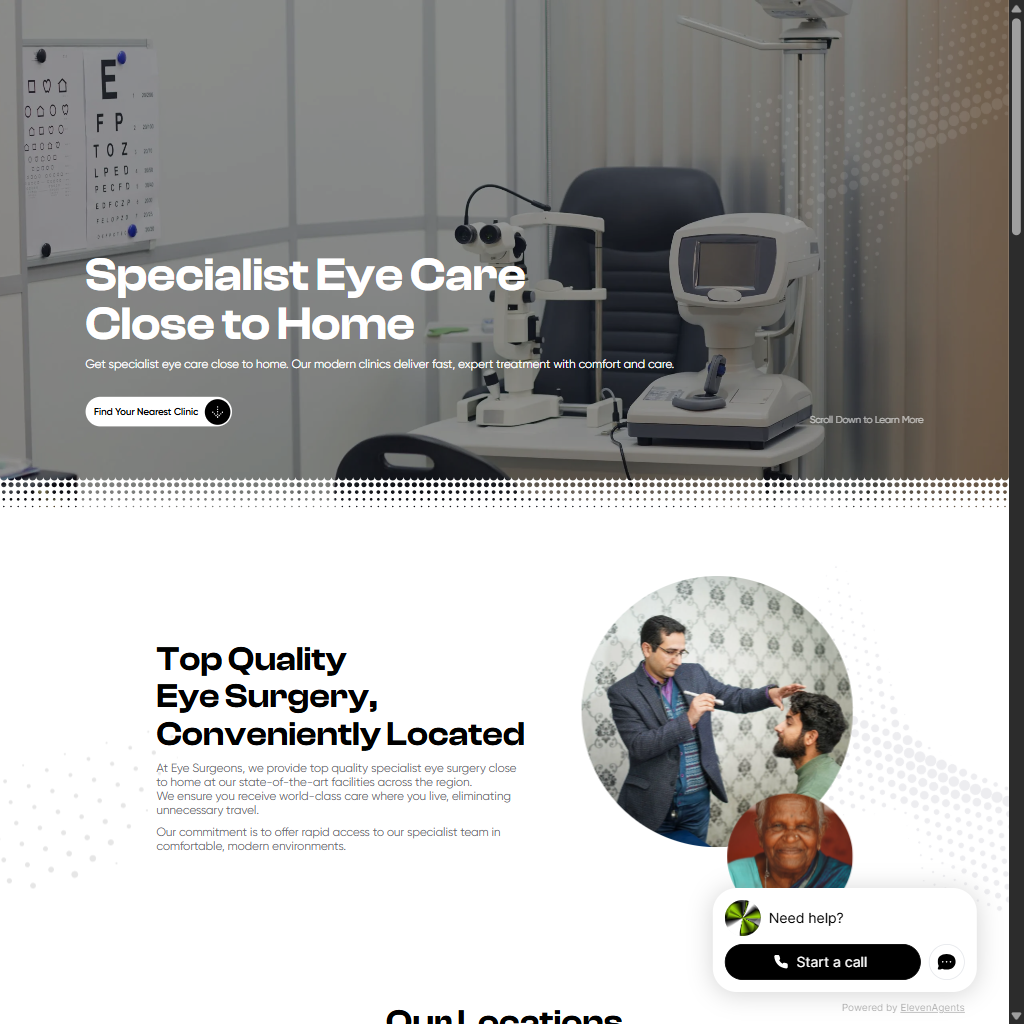 E
F P
T O Z
L P E D
P E C F D
E D F C Z P
Specialist Eye Care
Close to Home
Get specialist eye care close to home. Our modern clinics deliver fast, expert treatment with comfort and care.
Find Your Nearest Clinic
Scroll Down to Learn More
Top Quality
Eye Surgery,
Conveniently Located
At Eye Surgeons, we provide top quality specialist eye surgery close
to home at our state-of-the-art facilities across the region.
We ensure you receive world-class care where you live, eliminating
unnecessary travel.
Our commitment is to offer rapid access to our specialist team in
comfortable, modern environments.
Need help?
Start a call
Powered by ElevenAgents
Our Locations